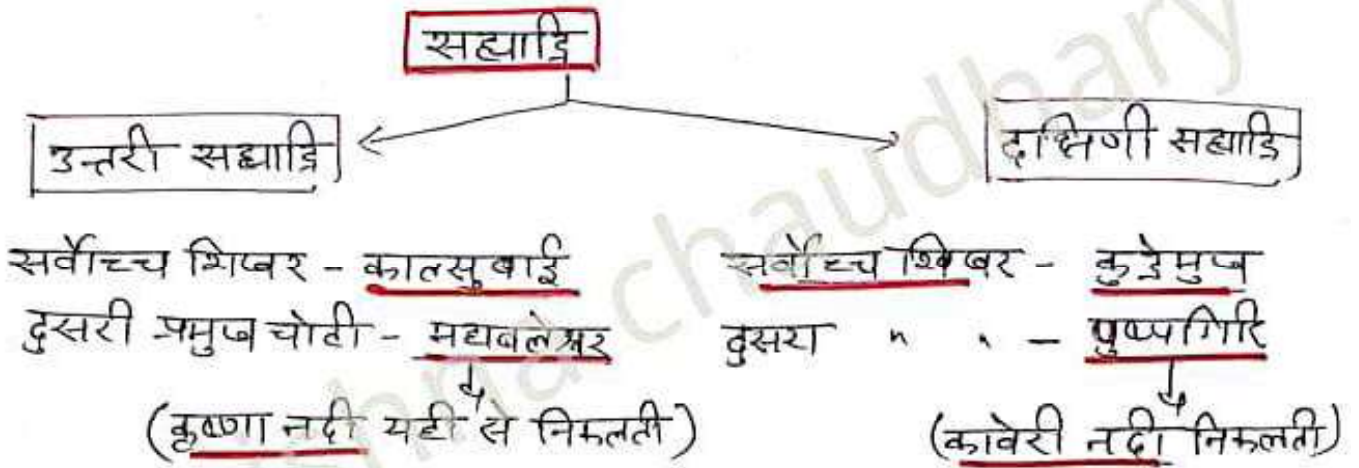 सह्याद्रि
उत्तरी सह्याद्रि
दक्षिणी सह्याद्रि
सर्वोच्च शिखर - कालसुबाई
दुसरी प्रमुख चोटी - महाबलेश्वर
(कृष्णा नदी यही से निकलती)
सर्वोच्च शिखर - कुद्रेमुख
दुसरा " " - पुष्पगिरि
(कावेरी नदी निकलती)
chaudhary